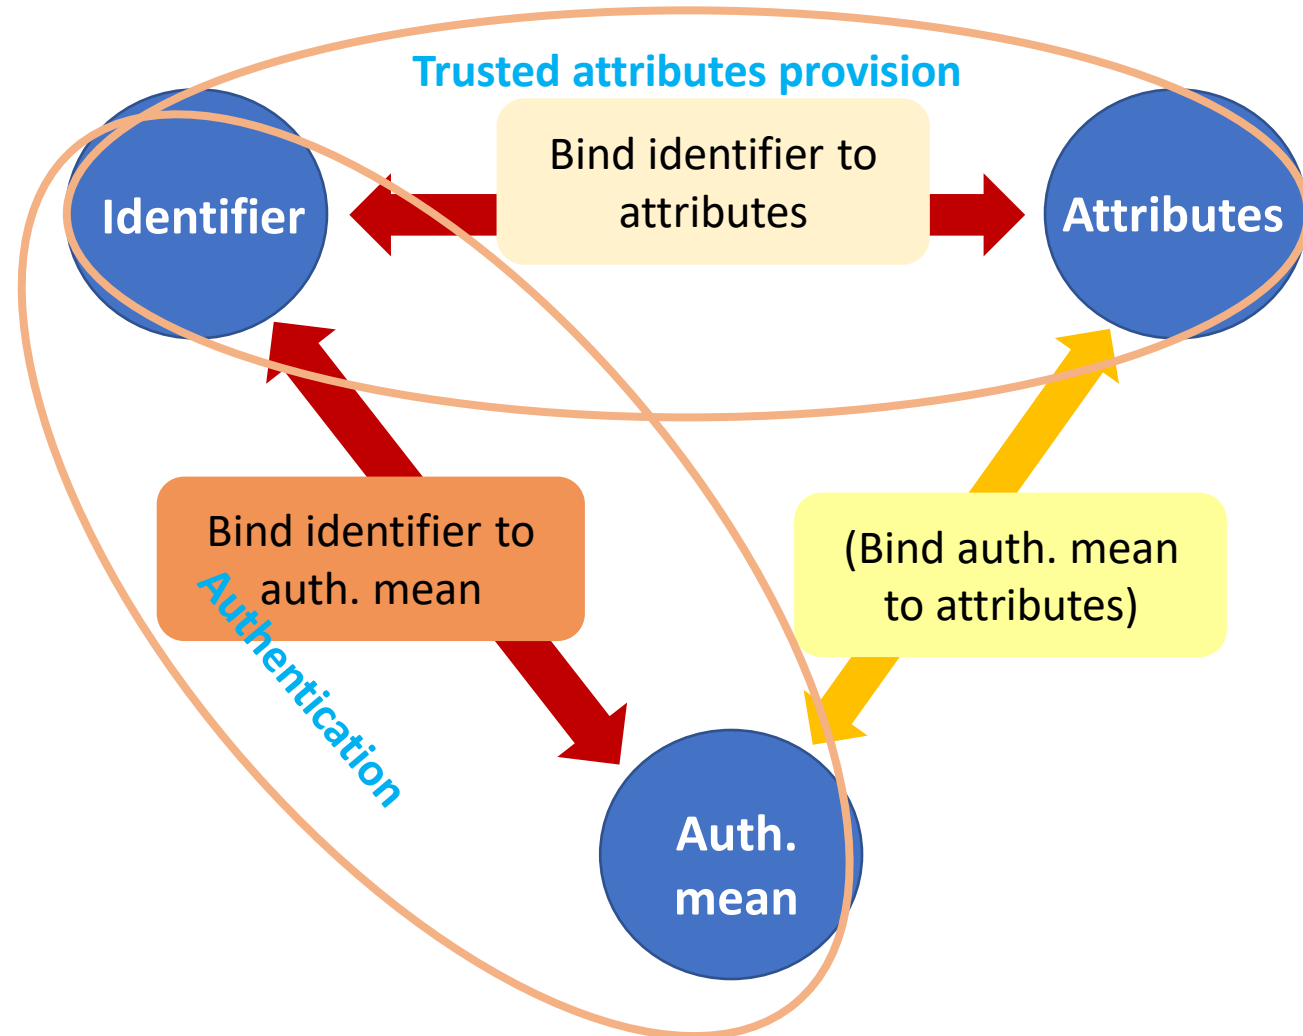 Trusted attributes provision
Bind identifier to
attributes
Identifier
Attributes
Bind identifier to
auth. mean
(Bind auth. mean
to attributes)
Authentication
Auth.
mean